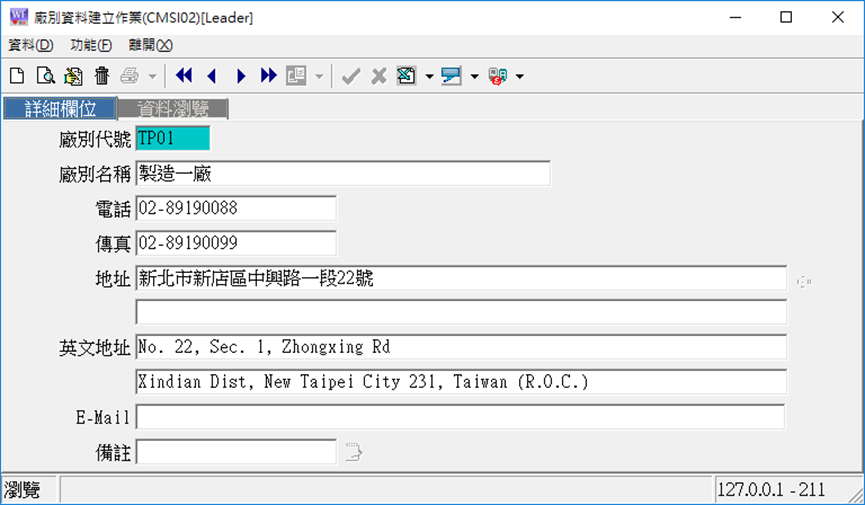 WT 廠別資料建立作業(CMSI02)[Leader]
資料(D) 功能(F) 離開(X)
詳細欄位 資料瀏覽
廠別代號 TP01
廠別名稱 製造一廠
電話 02-89190088
傳真 02-89190099
地址 新北市新店區中興路一段22號
英文地址 No. 22, Sec. 1, Zhongxing Rd
Xindian Dist, New Taipei City 231, Taiwan (R.O.C.)
E-Mail
備註
瀏覽 127.0.0.1 - 211